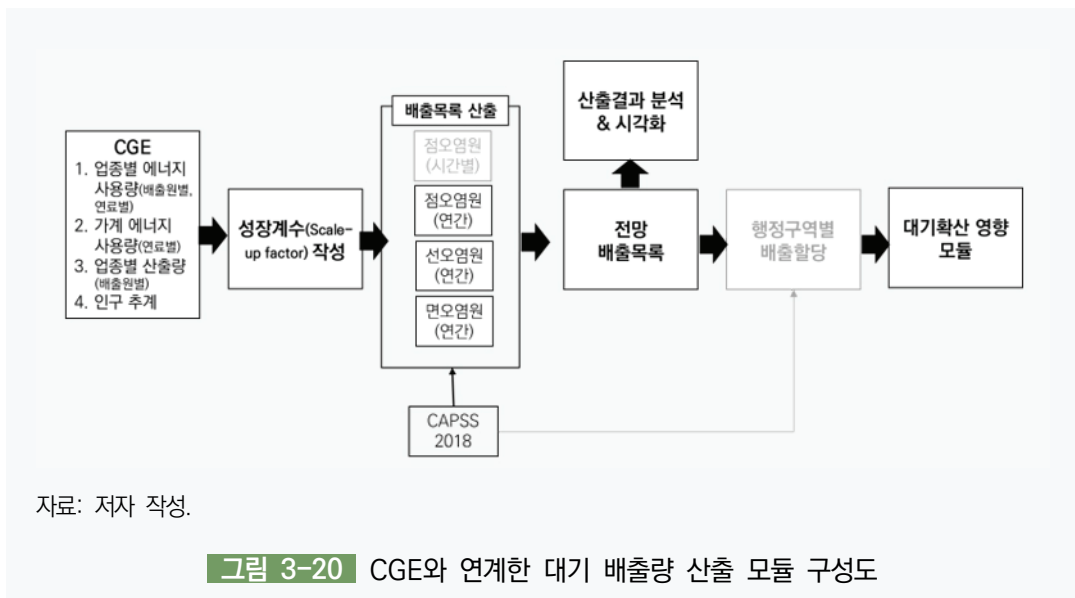 CGE
1. 업종별 에너지
사용량(배출원별,
연료별)
2. 가계 에너지
사용량(연료별)
3. 업종별 산출량
(배출원별)
4. 인구 추계
성장계수(Scale-
up factor) 작성
배출목록 산출
점오염원
(시간별)
점오염원
(연간)
선오염원
(연간)
면오염원
(연간)
CAPSS
2018
산출결과 분석
& 시각화
전망
배출목록
행정구역별
배출할당
대기확산 영향
모듈
자료: 저자 작성.
그림 3-20 CGE와 연계한 대기 배출량 산출 모듈 구성도